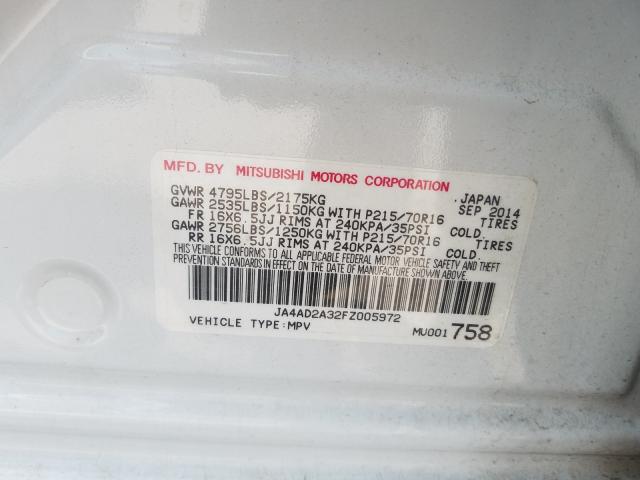 MFD. BY MITSUBISHI MOTORS CORPORATION
GVWR 4795LBS/2175KG JAPAN SEP.2014
GAWR 2535LBS/1150KG WITH P215/70R16 TIRES
FR 16X6.5JJ RIMS AT 240KPA/35PSI COLD.
GAWR 2756LBS/1250KG WITH P215/70R16 TIRES
RR 16X6.5JJ RIMS AT 240KPA/35PSI COLD.
THIS VEHICLE CONFORMS TO ALL APPLICABLE FEDERAL MOTOR VEHICLE SAFETY AND THEFT
PREVENTION STANDARDS IN EFFECT ON THE DATE OF MANUFACTURE SHOWN ABOVE.
JA4AD2A32FZ005972
VEHICLE TYPE:MPV MU001758